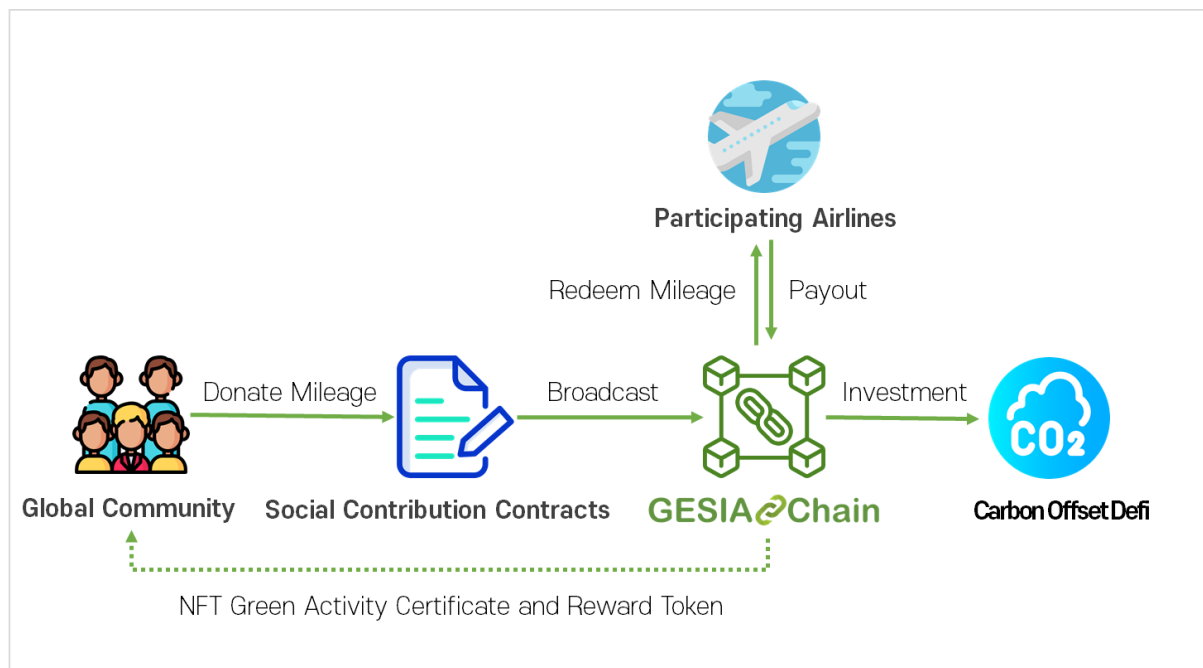 Participating Airlines
Redeem Mileage
Payout
Donate Mileage
Broadcast
Investment
CO2
Global Community
Social Contribution Contracts
GESIA Chain
Carbon Offset Defi
NFT Green Activity Certificate and Reward Token